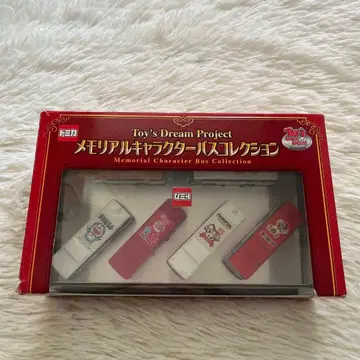 トミカ
Toy's Dream Project
メモリアルキャラクターバスコレクション
Memorial Character Bus Collection
トミカ